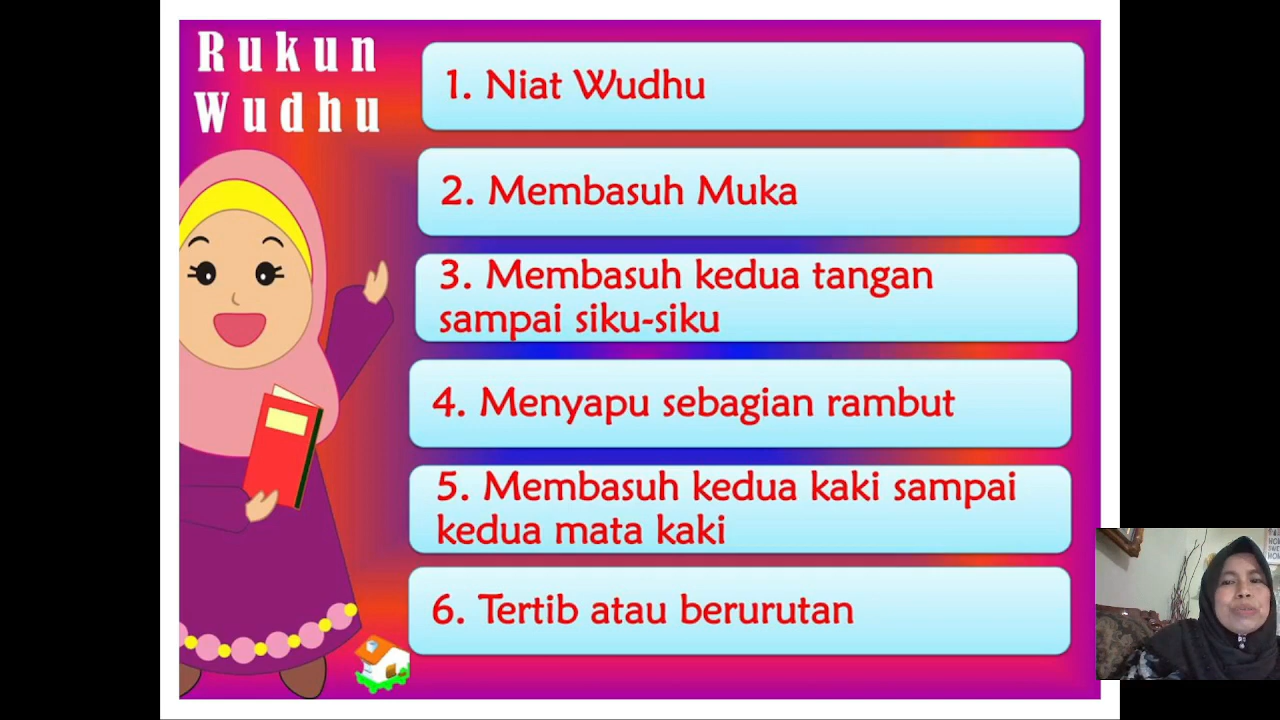 Rukun
Wudhu
1. Niat Wudhu
2. Membasuh Muka
3. Membasuh kedua tangan
sampai siku-siku
4. Menyapu sebagian rambut
5. Membasuh kedua kaki sampai
kedua mata kaki
6. Tertib atau berurutan